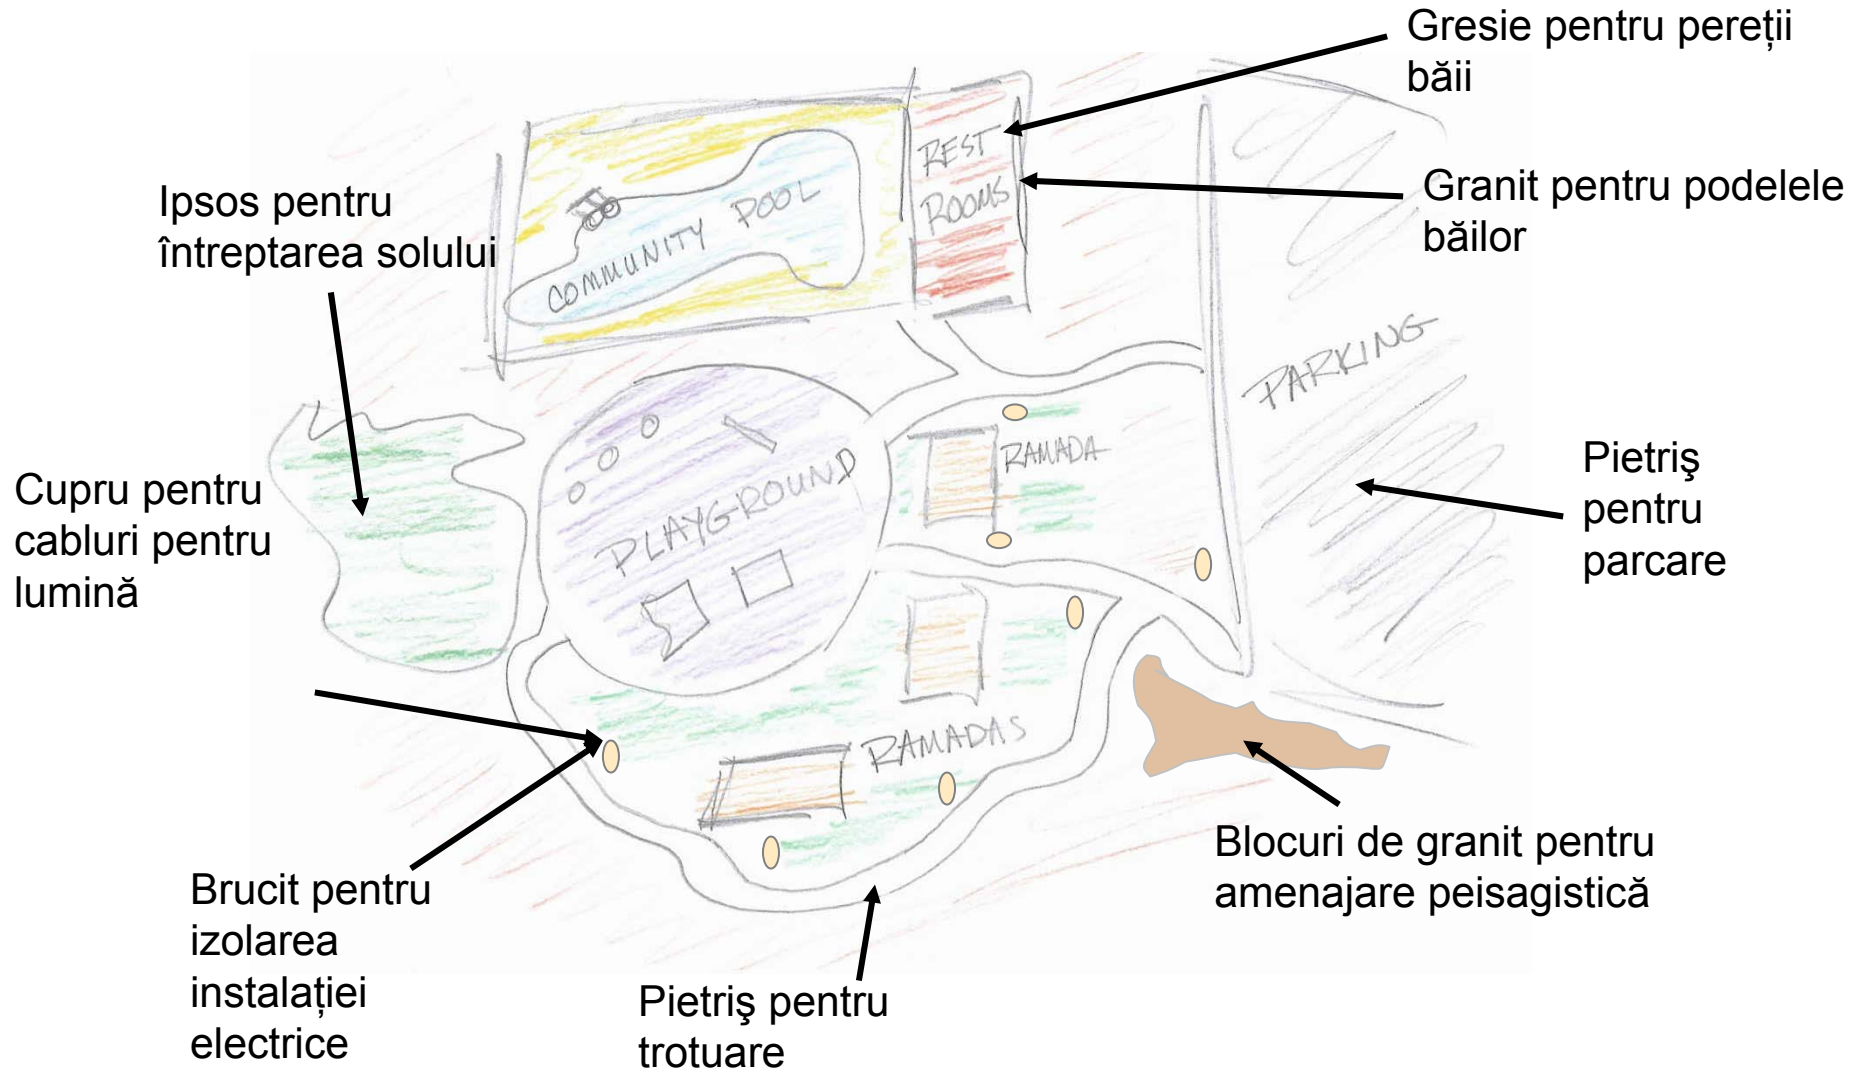 Gresie pentru pereții
băii
REST
ROOMS
Granit pentru podelele
băilor
Ipsos pentru
întreptarea solului
COMMUNITY POOL
PARKING
RAMADA
Pietriş
pentru
parcare
Cupru pentru
cabluri pentru
lumină
PLAYGROUND
RAMADAS
Blocuri de granit pentru
amenajare peisagistică
Brucit pentru
izolarea
instalației
electrice
Pietriş pentru
trotuare